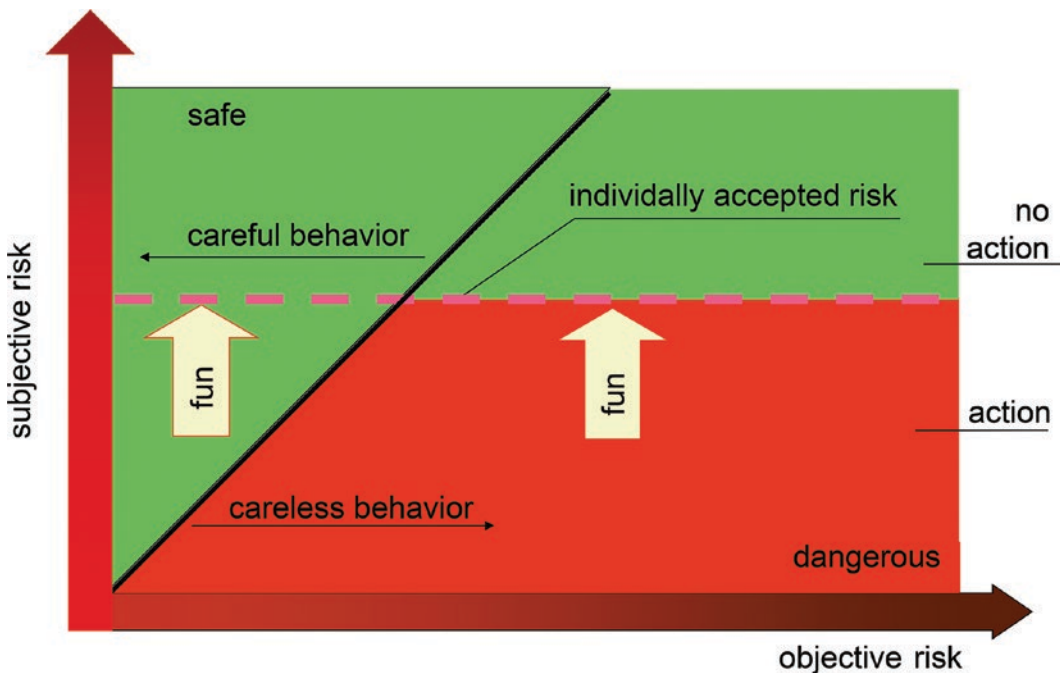 safe
individally accepted risk
no
action
careful behavior
subjective risk
fun
fun
action
careless behavior
dangerous
objective risk